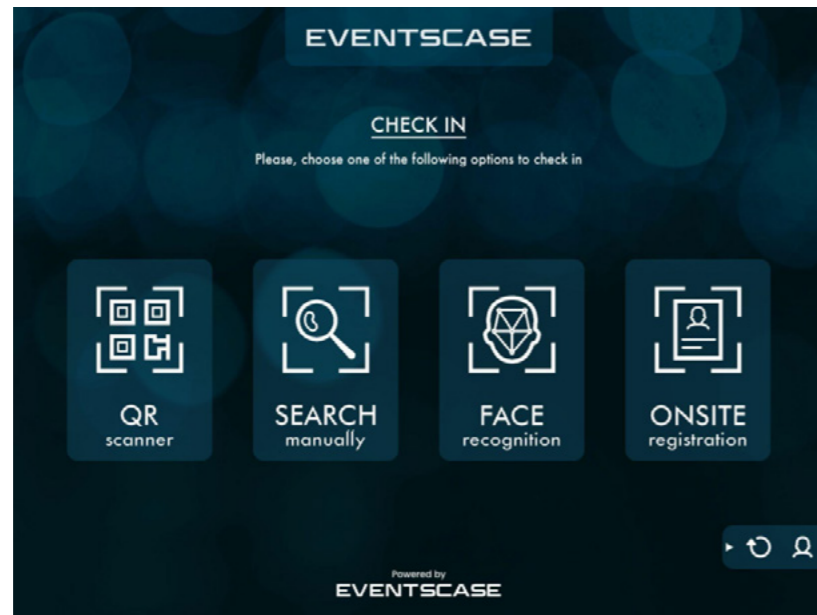 EVENTSCASE
CHECK IN
Please, choose one of the following options to check in
QR
scanner
SEARCH
manually
FACE
recognition
ONSITE
registration
Powered by
EVENTSCASE